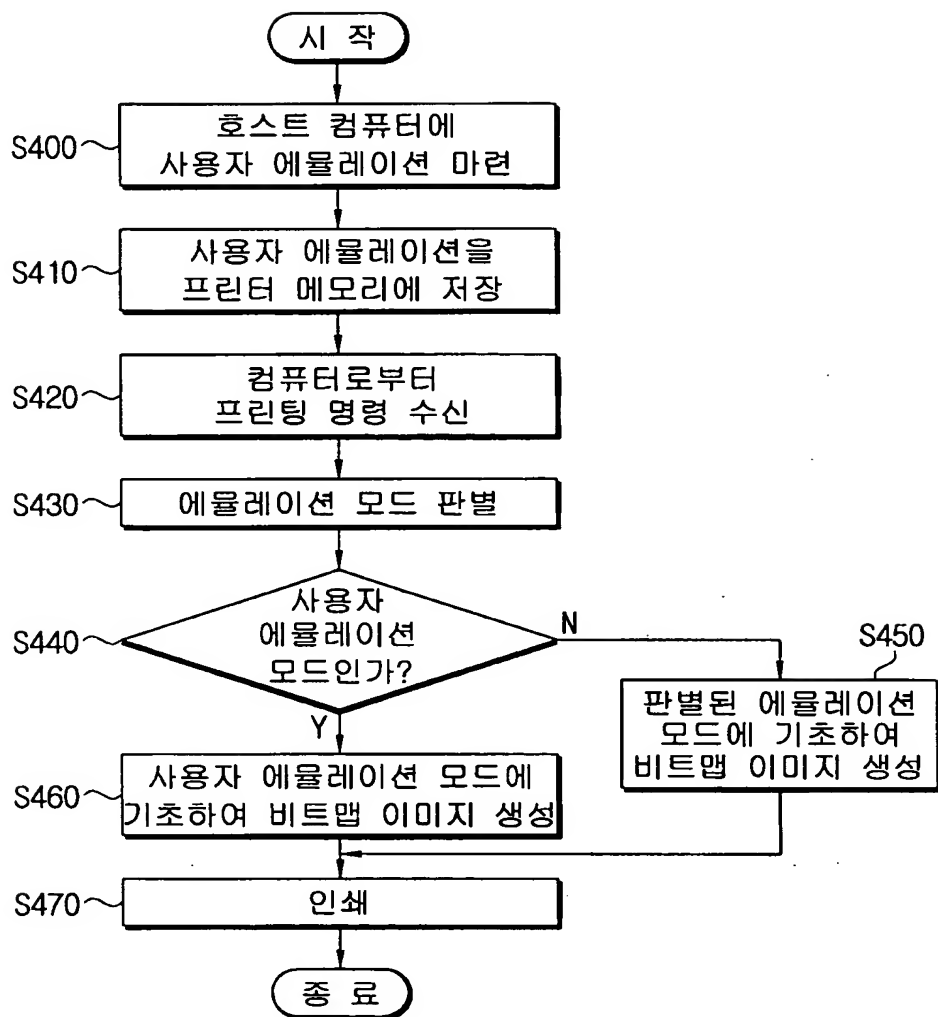 시 작
S400
호스트 컴퓨터에
사용자 에뮬레이션 마련
S410
사용자 에뮬레이션을
프린터 메모리에 저장
S420
컴퓨터로부터
프린팅 명령 수신
S430
에뮬레이션 모드 판별
S440
사용자
에뮬레이션
모드인가?
N
Y
S450
판별된 에뮬레이션
모드에 기초하여
비트맵 이미지 생성
S460
사용자 에뮬레이션 모드에
기초하여 비트맵 이미지 생성
S470
인쇄
종 료